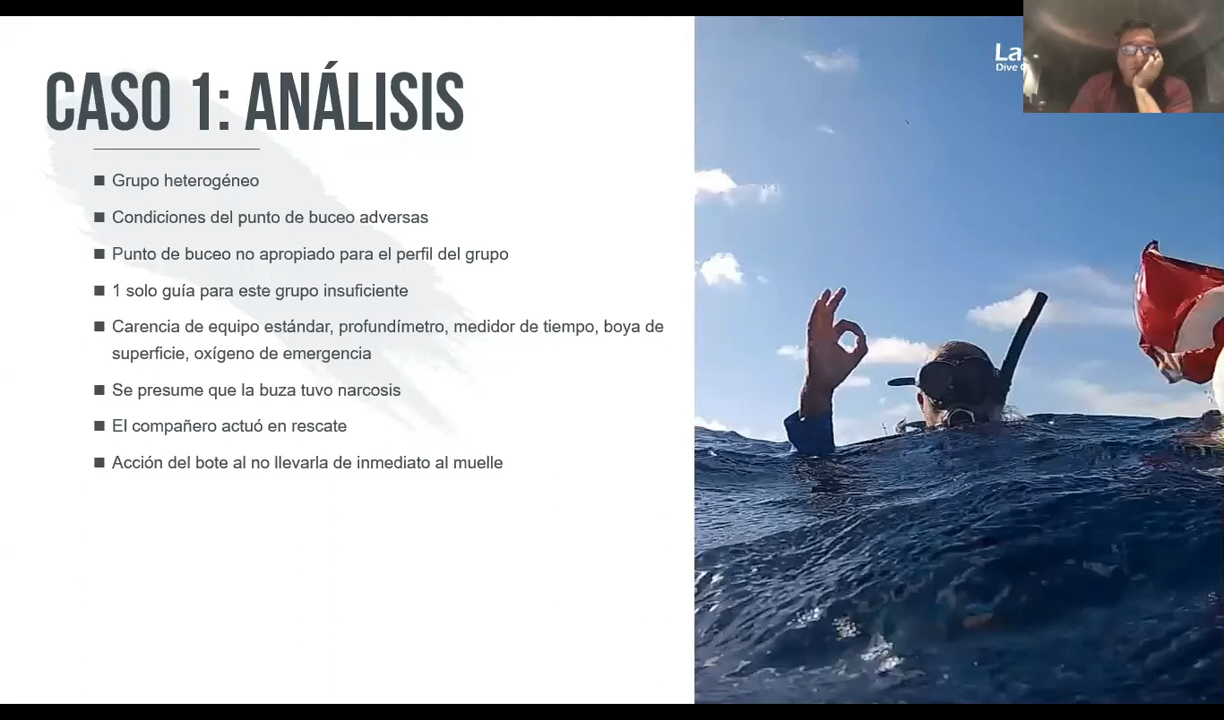 CASO 1: ANÁLISIS
Grupo heterogéneo
Condiciones del punto de buceo adversas
Punto de buceo no apropiado para el perfil del grupo
1 solo guía para este grupo insuficiente
Carencia de equipo estándar, profundímetro, medidor de tiempo, boya de
superficie, oxígeno de emergencia
Se presume que la buza tuvo narcosis
El compañero actuó en rescate
Acción del bote al no llevarla de inmediato al muelle
Dive